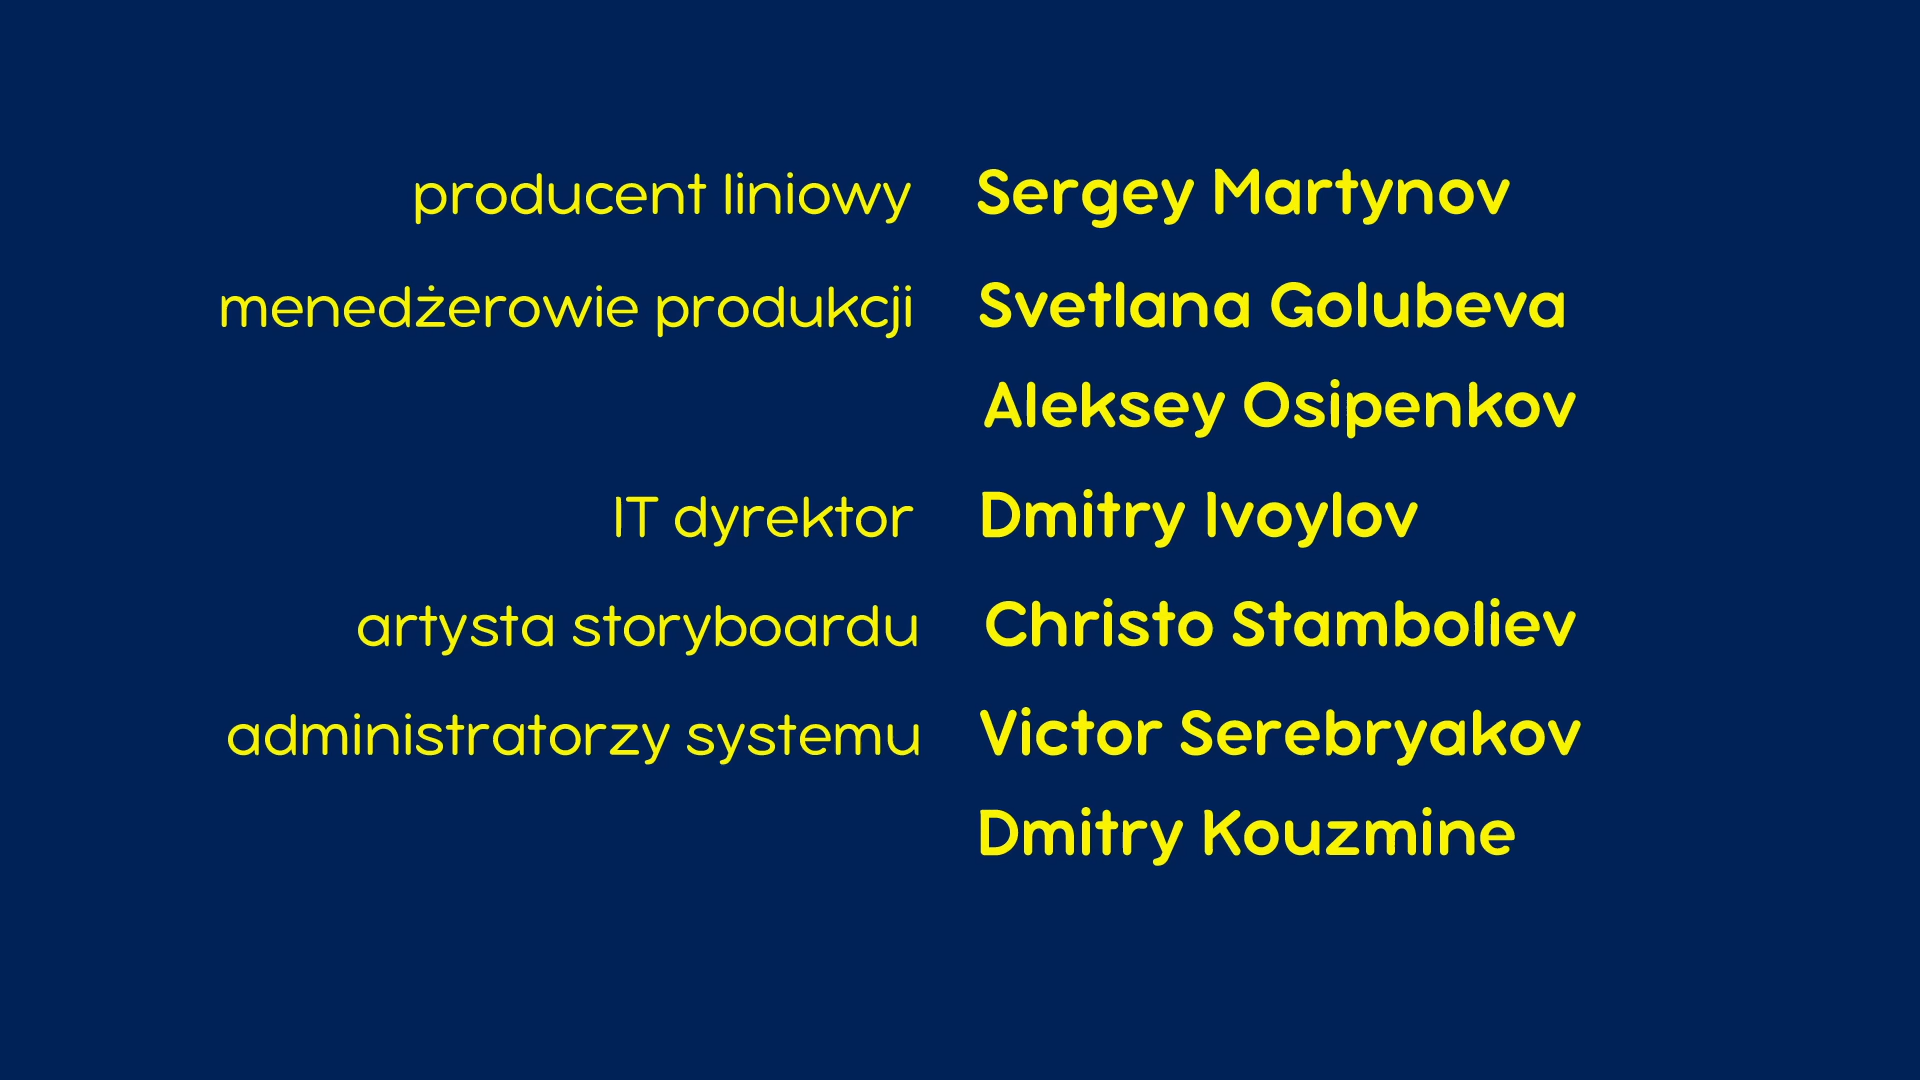 producent liniowy Sergey Martynov
menedżerowie produkcji Svetlana Golubeva
Aleksey Osipenkov
IT dyrektor Dmitry Ivoylov
artysta storyboardu Christo Stamboliev
administratorzy systemu Victor Serebryakov
Dmitry Kouzmine